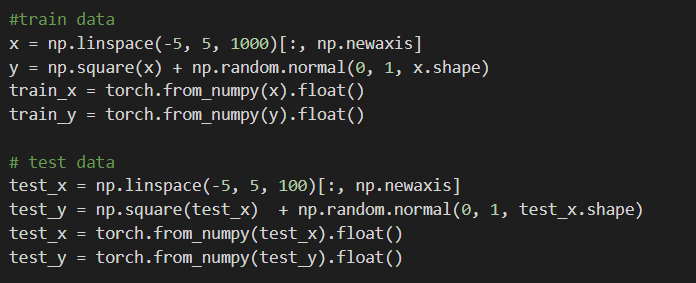 #train data
x = np.linspace(-5, 5, 1000)[:, np.newaxis]
y = np.square(x) + np.random.normal(0, 1, x.shape)
train_x = torch.from_numpy(x).float()
train_y = torch.from_numpy(y).float()
# test data
test_x = np.linspace(-5, 5, 100)[:, np.newaxis]
test_y = np.square(test_x)  + np.random.normal(0, 1, test_x.shape)
test_x = torch.from_numpy(test_x).float()
test_y = torch.from_numpy(test_y).float()